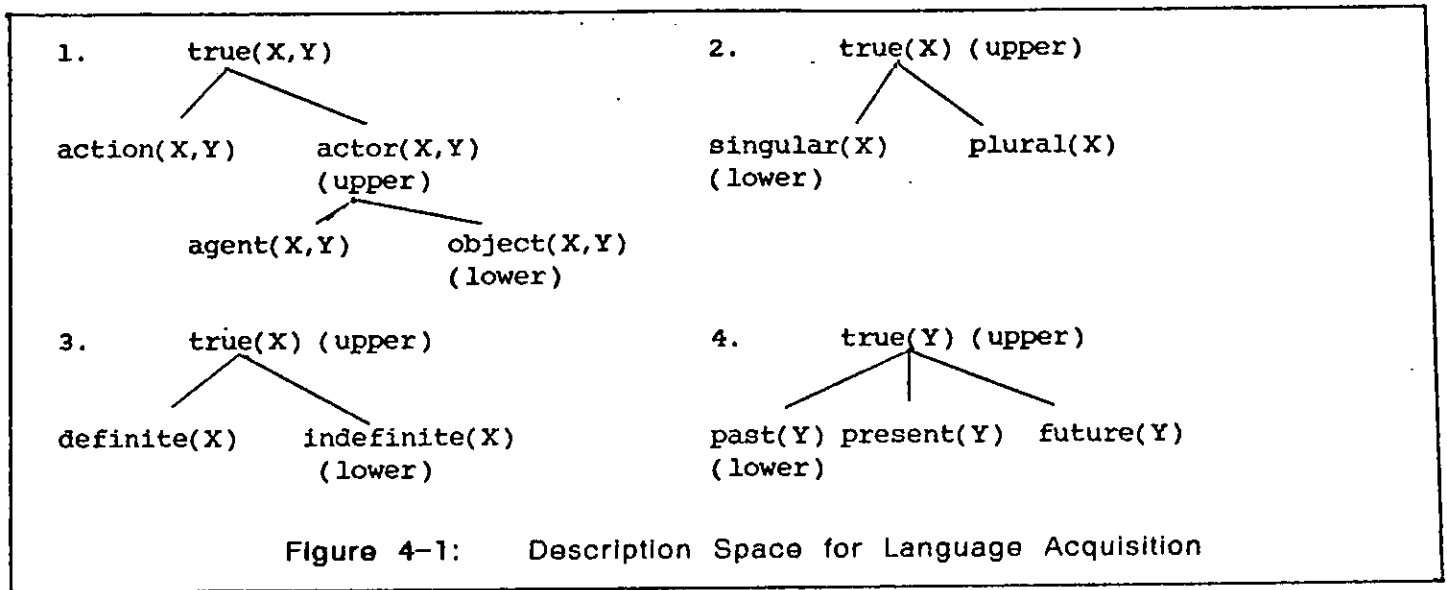 1. true(X,Y) 2. true(X) (upper)
action(X,Y) actor(X,Y) singular(X) plural(X)
(upper) (lower)
agent(X,Y) object(X,Y)
(lower)
3. true(X) (upper) 4. true(Y) (upper)
definite(X) indefinite(X) past(Y) present(Y) future(Y)
(lower) (lower)
Figure 4-1: Description Space for Language Acquisition